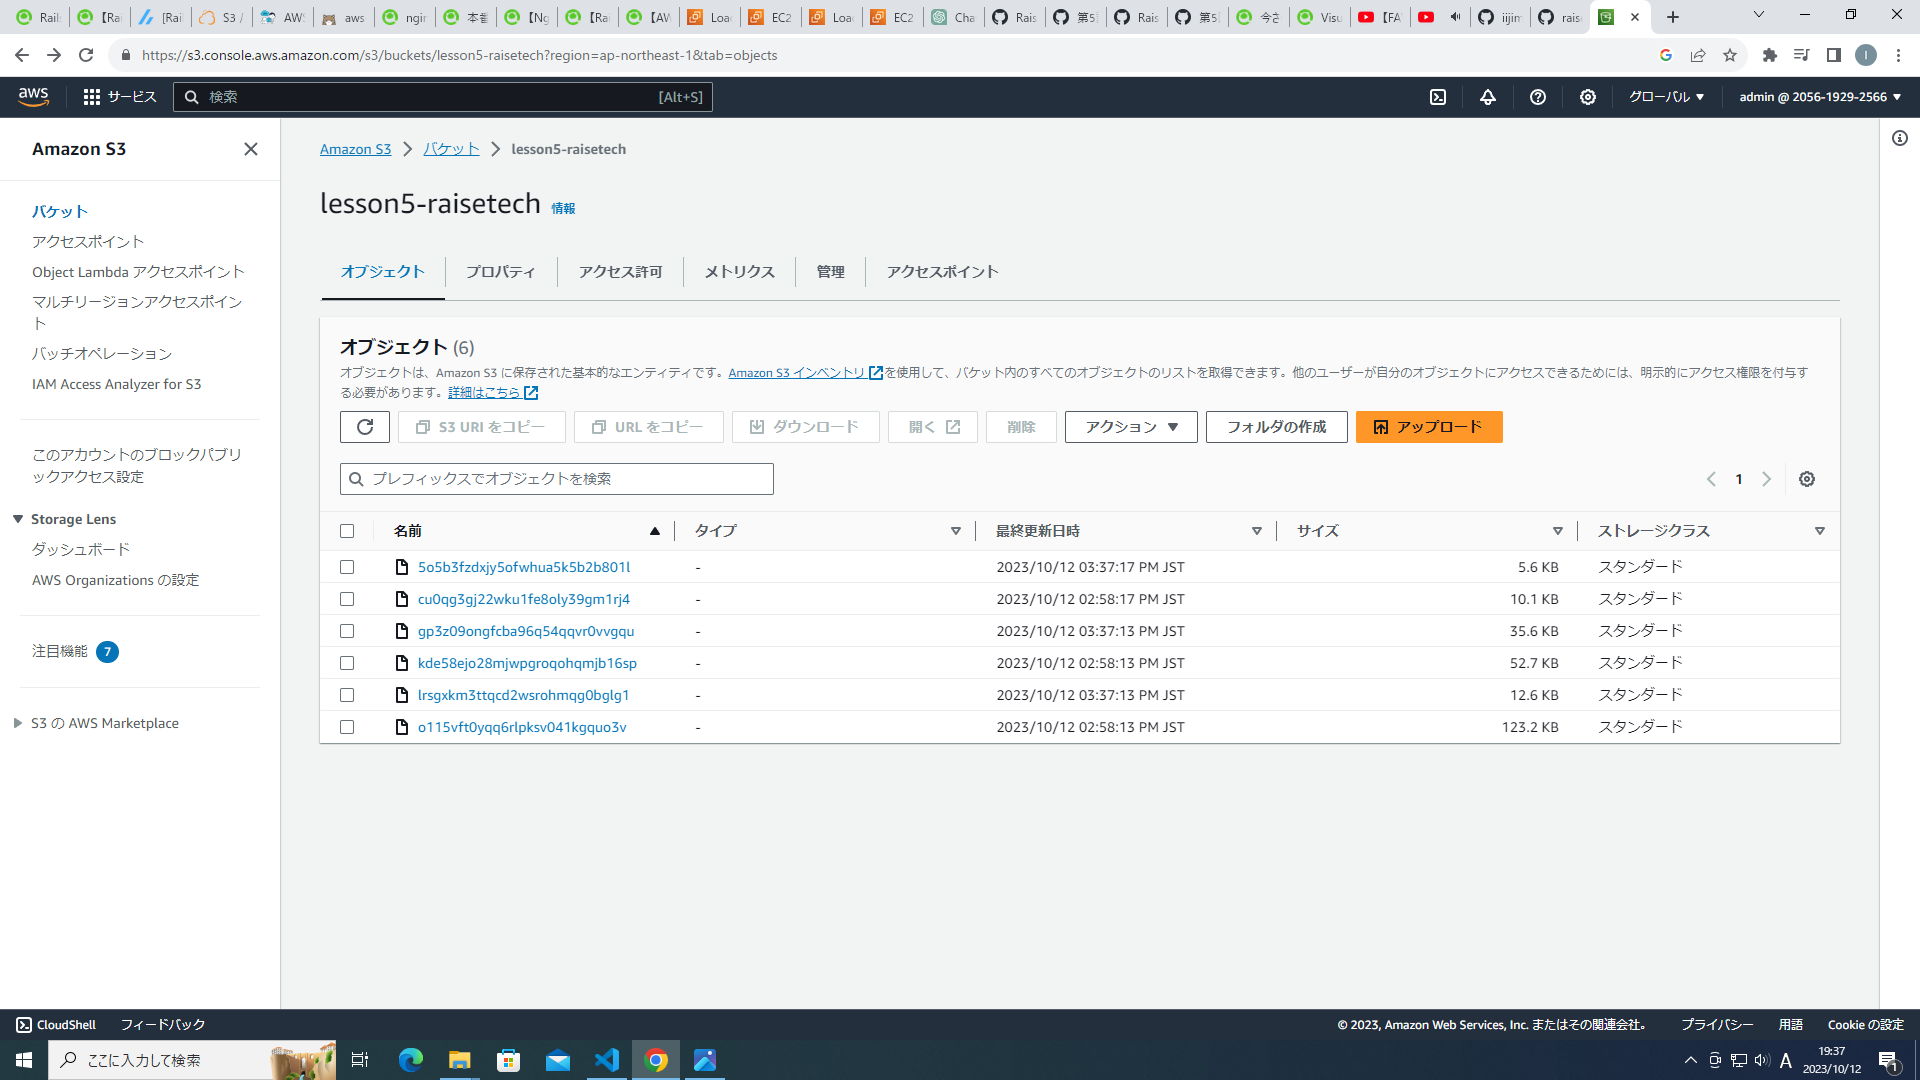 Rails
【Rai
[Rai
S3 /
AWS
aws
ngin
本番
【Ng
【Rai
【AW
Load
EC2
Load
EC2
Cha
Rais
第5回
Rais
第5回
今さ
Visu
【FA
iijim
raise
https://s3.console.aws.amazon.com/s3/buckets/lesson5-raisetech?region=ap-northeast-1&tab=objects
I
aws
サービス
検索
[Alt+S]
グローバル
admin @ 2056-1929-2566
Amazon S3
バケット
アクセスポイント
Object Lambda アクセスポイント
マルチリージョンアクセスポイン
ト
バッチオペレーション
IAM Access Analyzer for S3
このアカウントのブロックパブリ
ックアクセス設定
Storage Lens
ダッシュボード
AWS Organizations の設定
注目機能 7
S3 の AWS Marketplace
Amazon S3 > バケット > lesson5-raisetech
lesson5-raisetech 情報
オブジェクト
プロパティ
アクセス許可
メトリクス
管理
アクセスポイント
オブジェクト (6)
オブジェクトは、Amazon S3 に保存された基本的なエンティティです。Amazon S3 インベントリ を使用して、バケット内のすべてのオブジェクトのリストを取得できます。他のユーザーが自分のオブジェクトにアクセスできるためには、明示的にアクセス権限を付与す
る必要があります。詳細はこちら
S3 URI をコピー
URL をコピー
ダウンロード
開く
削除
アクション
フォルダの作成
アップロード
プレフィックスでオブジェクトを検索
1
名前 タイプ 最終更新日時 サイズ ストレージクラス
5o5b3fzdxjy5ofwhua5k5b2b801l - 2023/10/12 03:37:17 PM JST 5.6 KB スタンダード
cu0qg3gj22wku1fe8oly39gm1rj4 - 2023/10/12 02:58:17 PM JST 10.1 KB スタンダード
gp3z09ongfcba96q54qqvr0vvgqu - 2023/10/12 03:37:13 PM JST 35.6 KB スタンダード
kde58ejo28mjwpgroqohqmjb16sp - 2023/10/12 02:58:13 PM JST 52.7 KB スタンダード
lrsgxkm3ttqcd2wsrohmqg0bglg1 - 2023/10/12 03:37:13 PM JST 12.6 KB スタンダード
o115vft0yqq6rlpksv041kgquo3v - 2023/10/12 02:58:13 PM JST 123.2 KB スタンダード
CloudShell
フィードバック
© 2023, Amazon Web Services, Inc. またはその関連会社。
プライバシー
用語
Cookie の設定
ここに入力して検索
A
19:37
2023/10/12
1